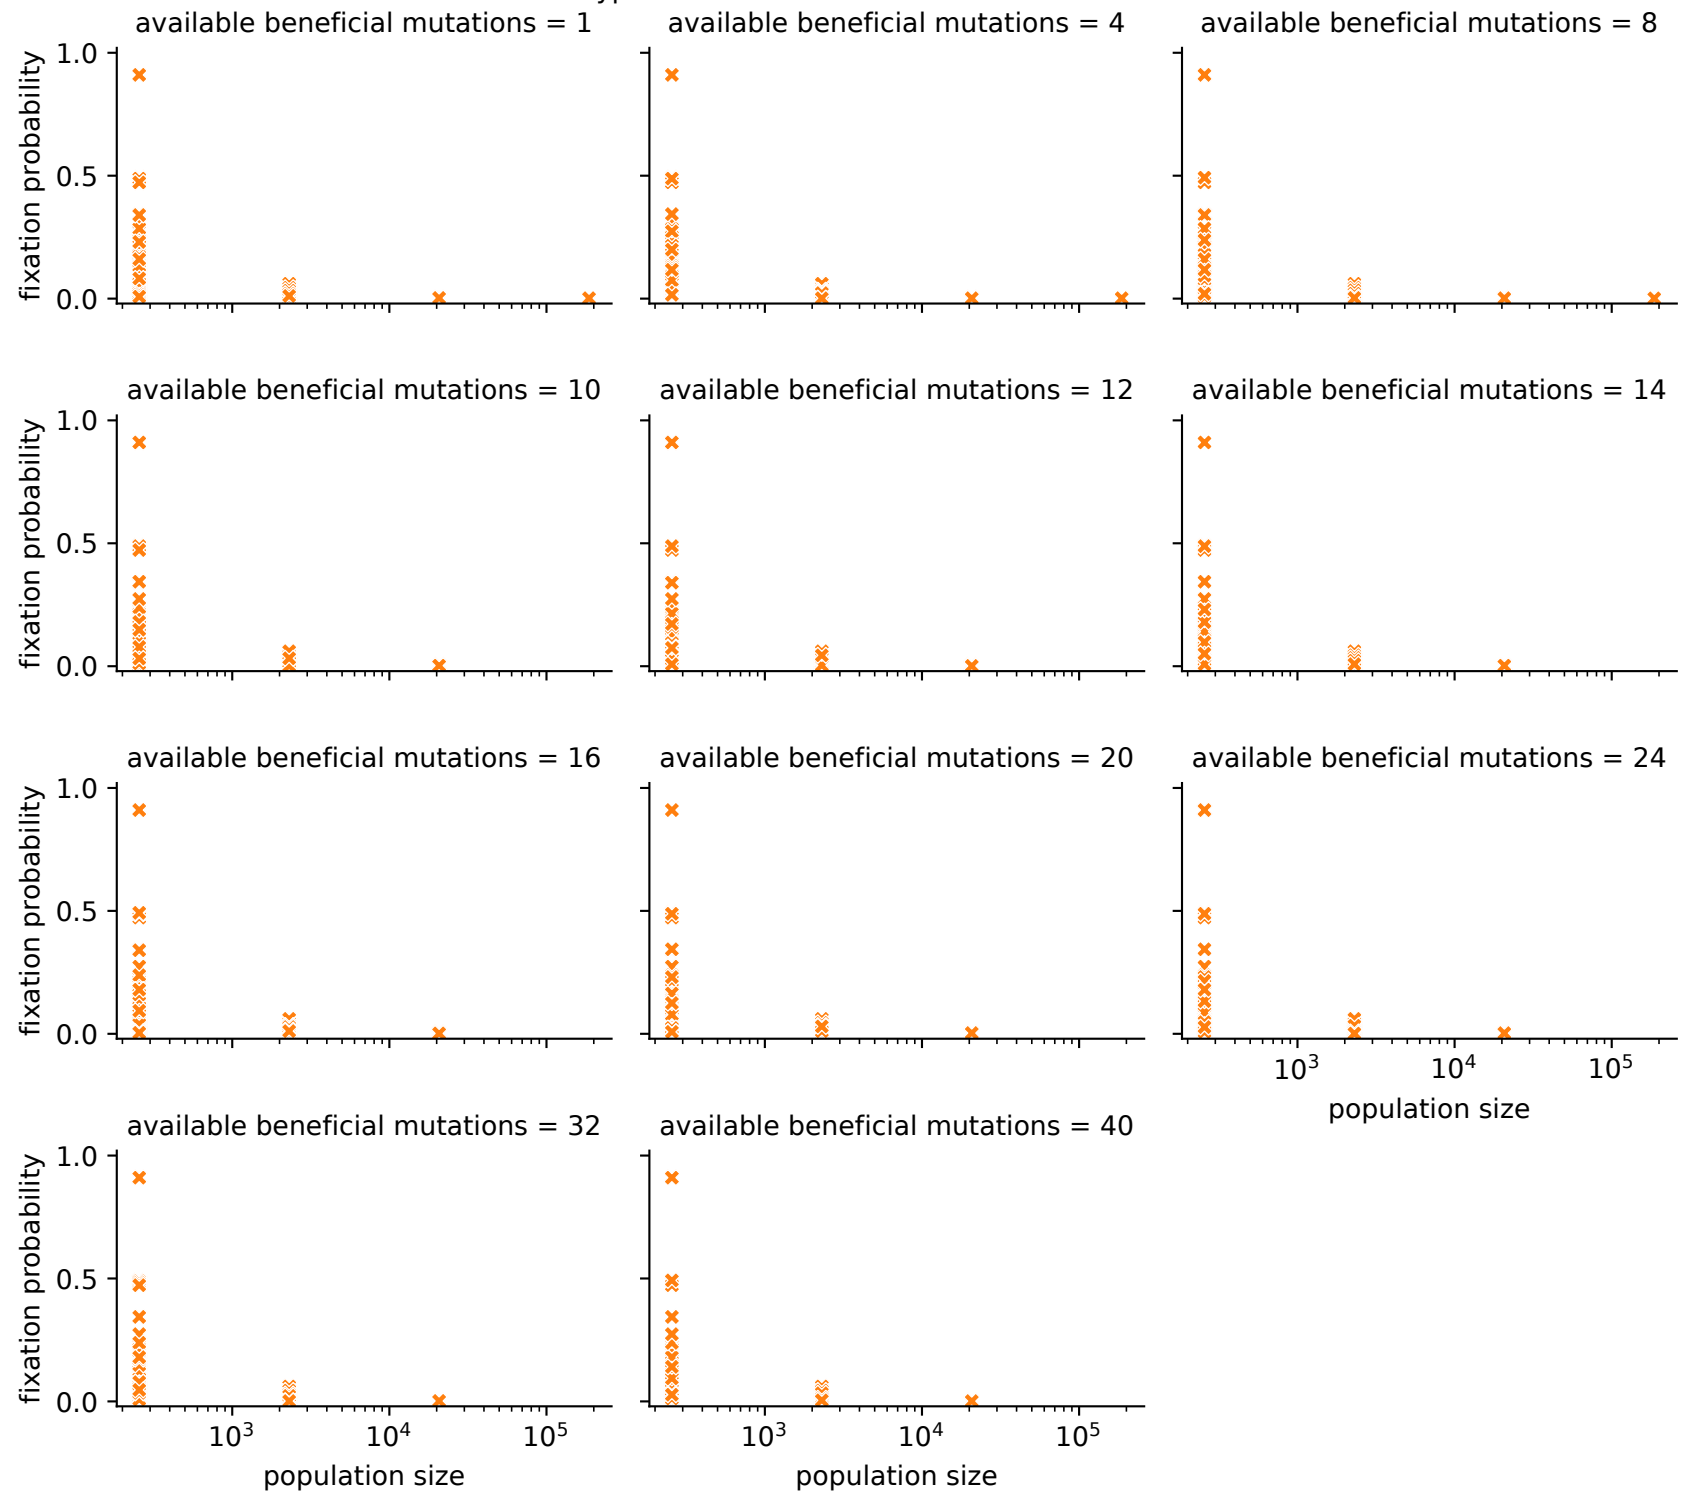 available beneficial mutations = 1
available beneficial mutations = 4
available beneficial mutations = 8
fixation probability
1.0
0.5
0.0
available beneficial mutations = 10
available beneficial mutations = 12
available beneficial mutations = 14
fixation probability
1.0
0.5
0.0
available beneficial mutations = 16
available beneficial mutations = 20
available beneficial mutations = 24
fixation probability
1.0
0.5
0.0
10³ 10⁴ 10⁵
population size
available beneficial mutations = 32
available beneficial mutations = 40
fixation probability
1.0
0.5
0.0
10³ 10⁴ 10⁵
10³ 10⁴ 10⁵
population size
population size